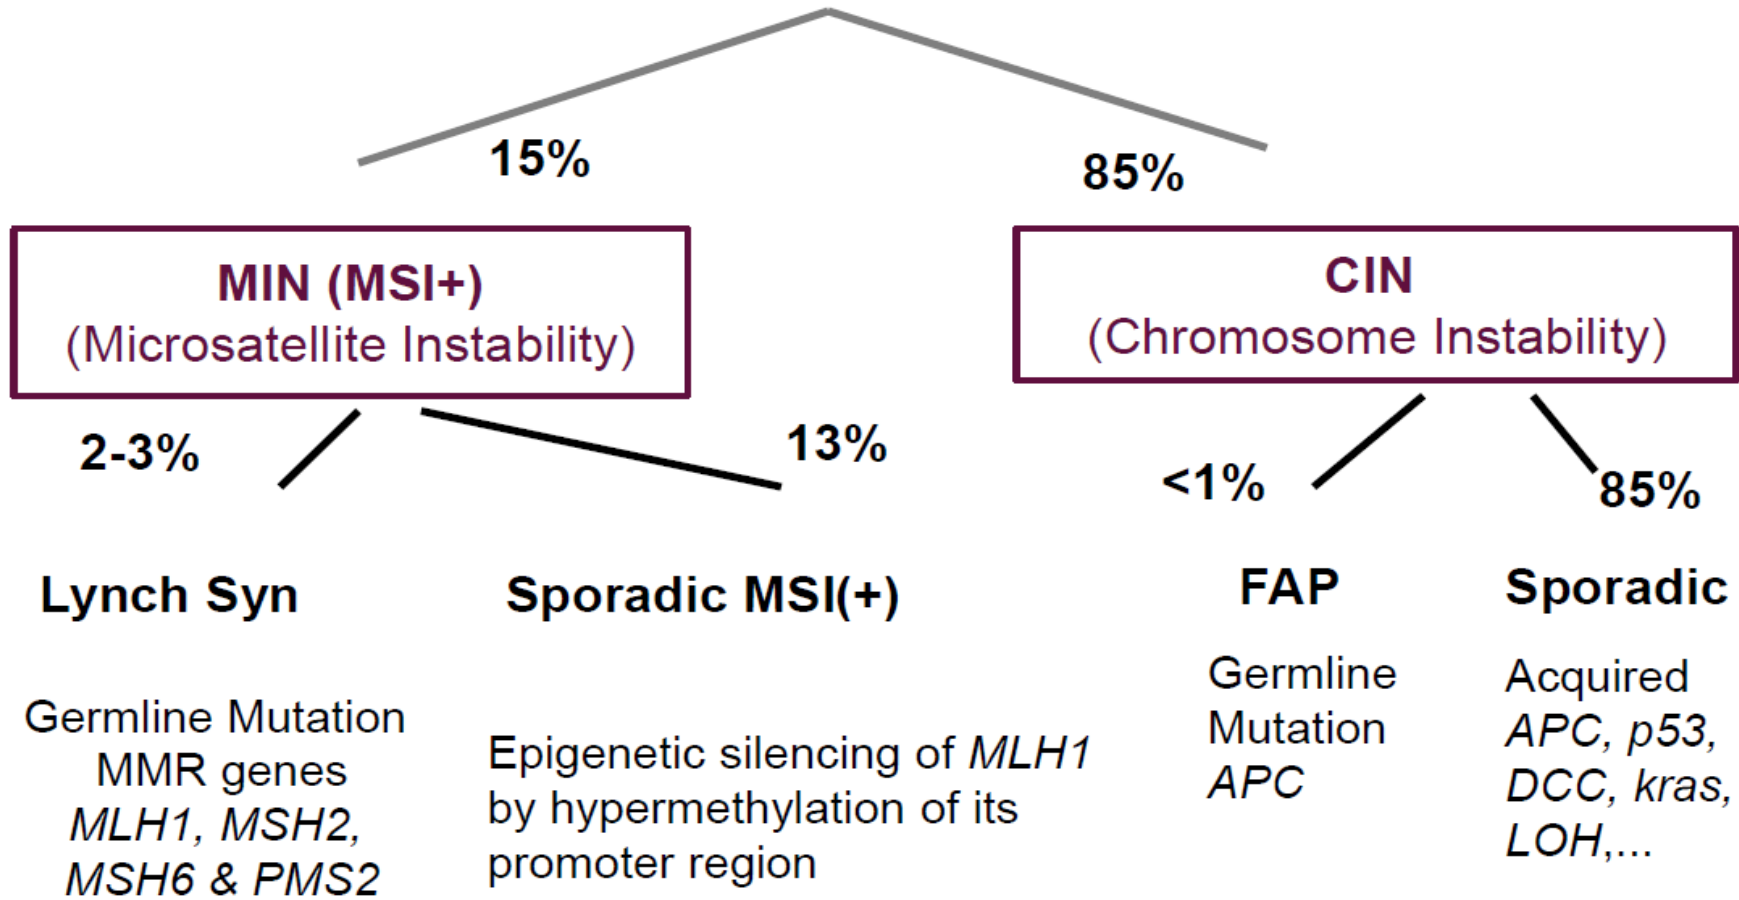 15%
85%
MIN (MSI+)
(Microsatellite Instability)
CIN
(Chromosome Instability)
2-3%
13%
<1%
85%
Lynch Syn
Germline Mutation
MMR genes
MLH1, MSH2,
MSH6 & PMS2
Sporadic MSI(+)
Epigenetic silencing of MLH1
by hypermethylation of its
promoter region
FAP
Germline
Mutation
APC
Sporadic
Acquired
APC, p53,
DCC, kras,
LOH,...